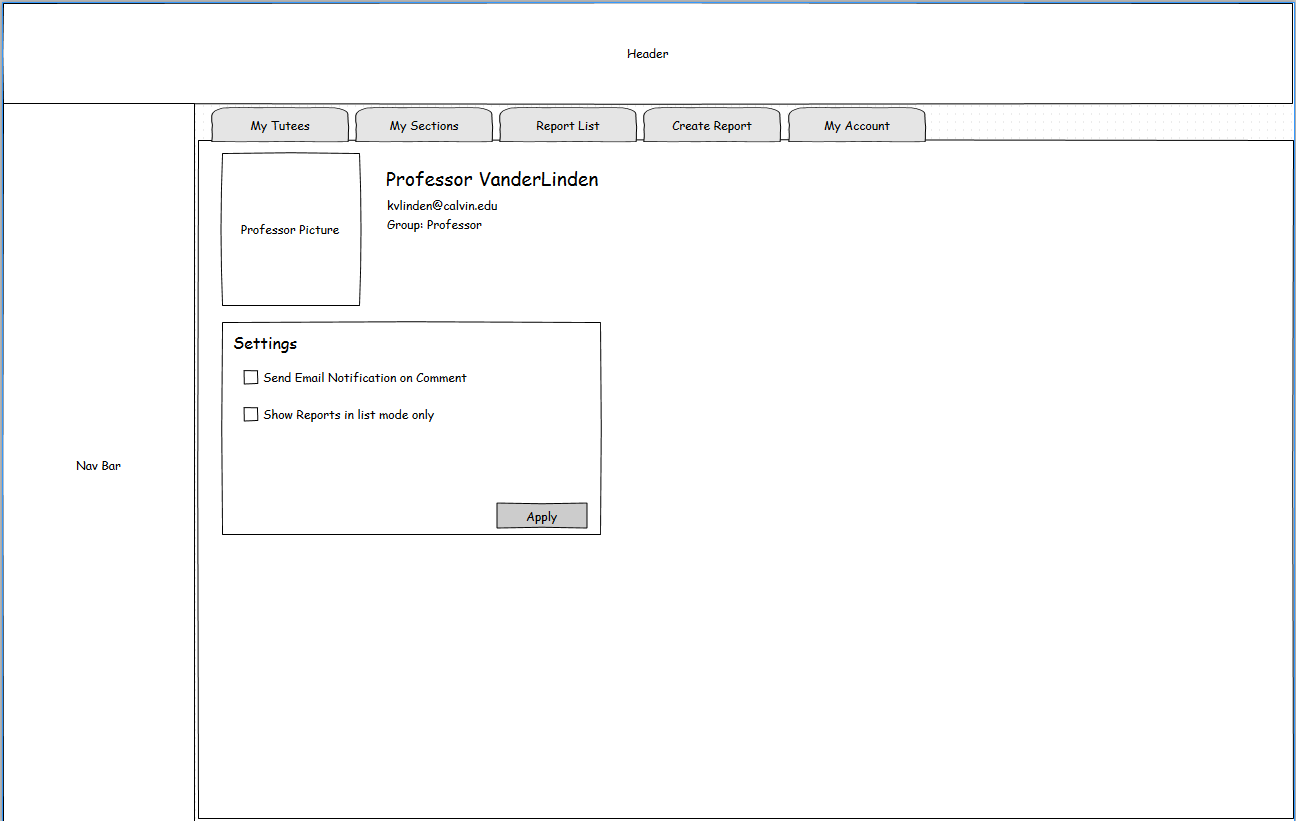 Header
My Tutees
My Sections
Report List
Create Report
My Account
Professor Picture
Professor VanderLinden
kvlinden@calvin.edu
Group: Professor
Settings
Send Email Notification on Comment
Show Reports in list mode only
Nav Bar
Apply